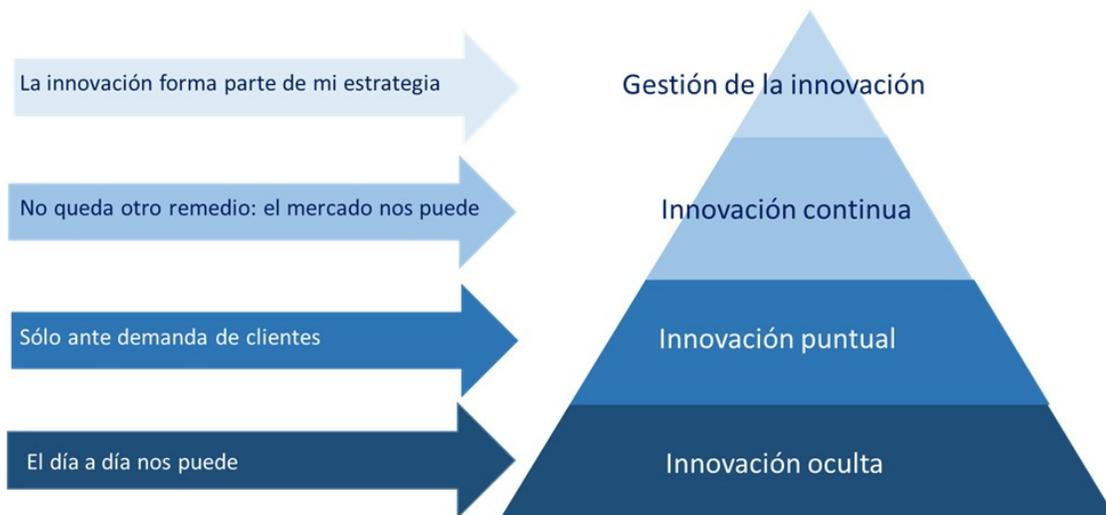 La innovación forma parte de mi estrategia
Gestión de la innovación
No queda otro remedio: el mercado nos puede
Innovación continua
Sólo ante demanda de clientes
Innovación puntual
El día a día nos puede
Innovación oculta